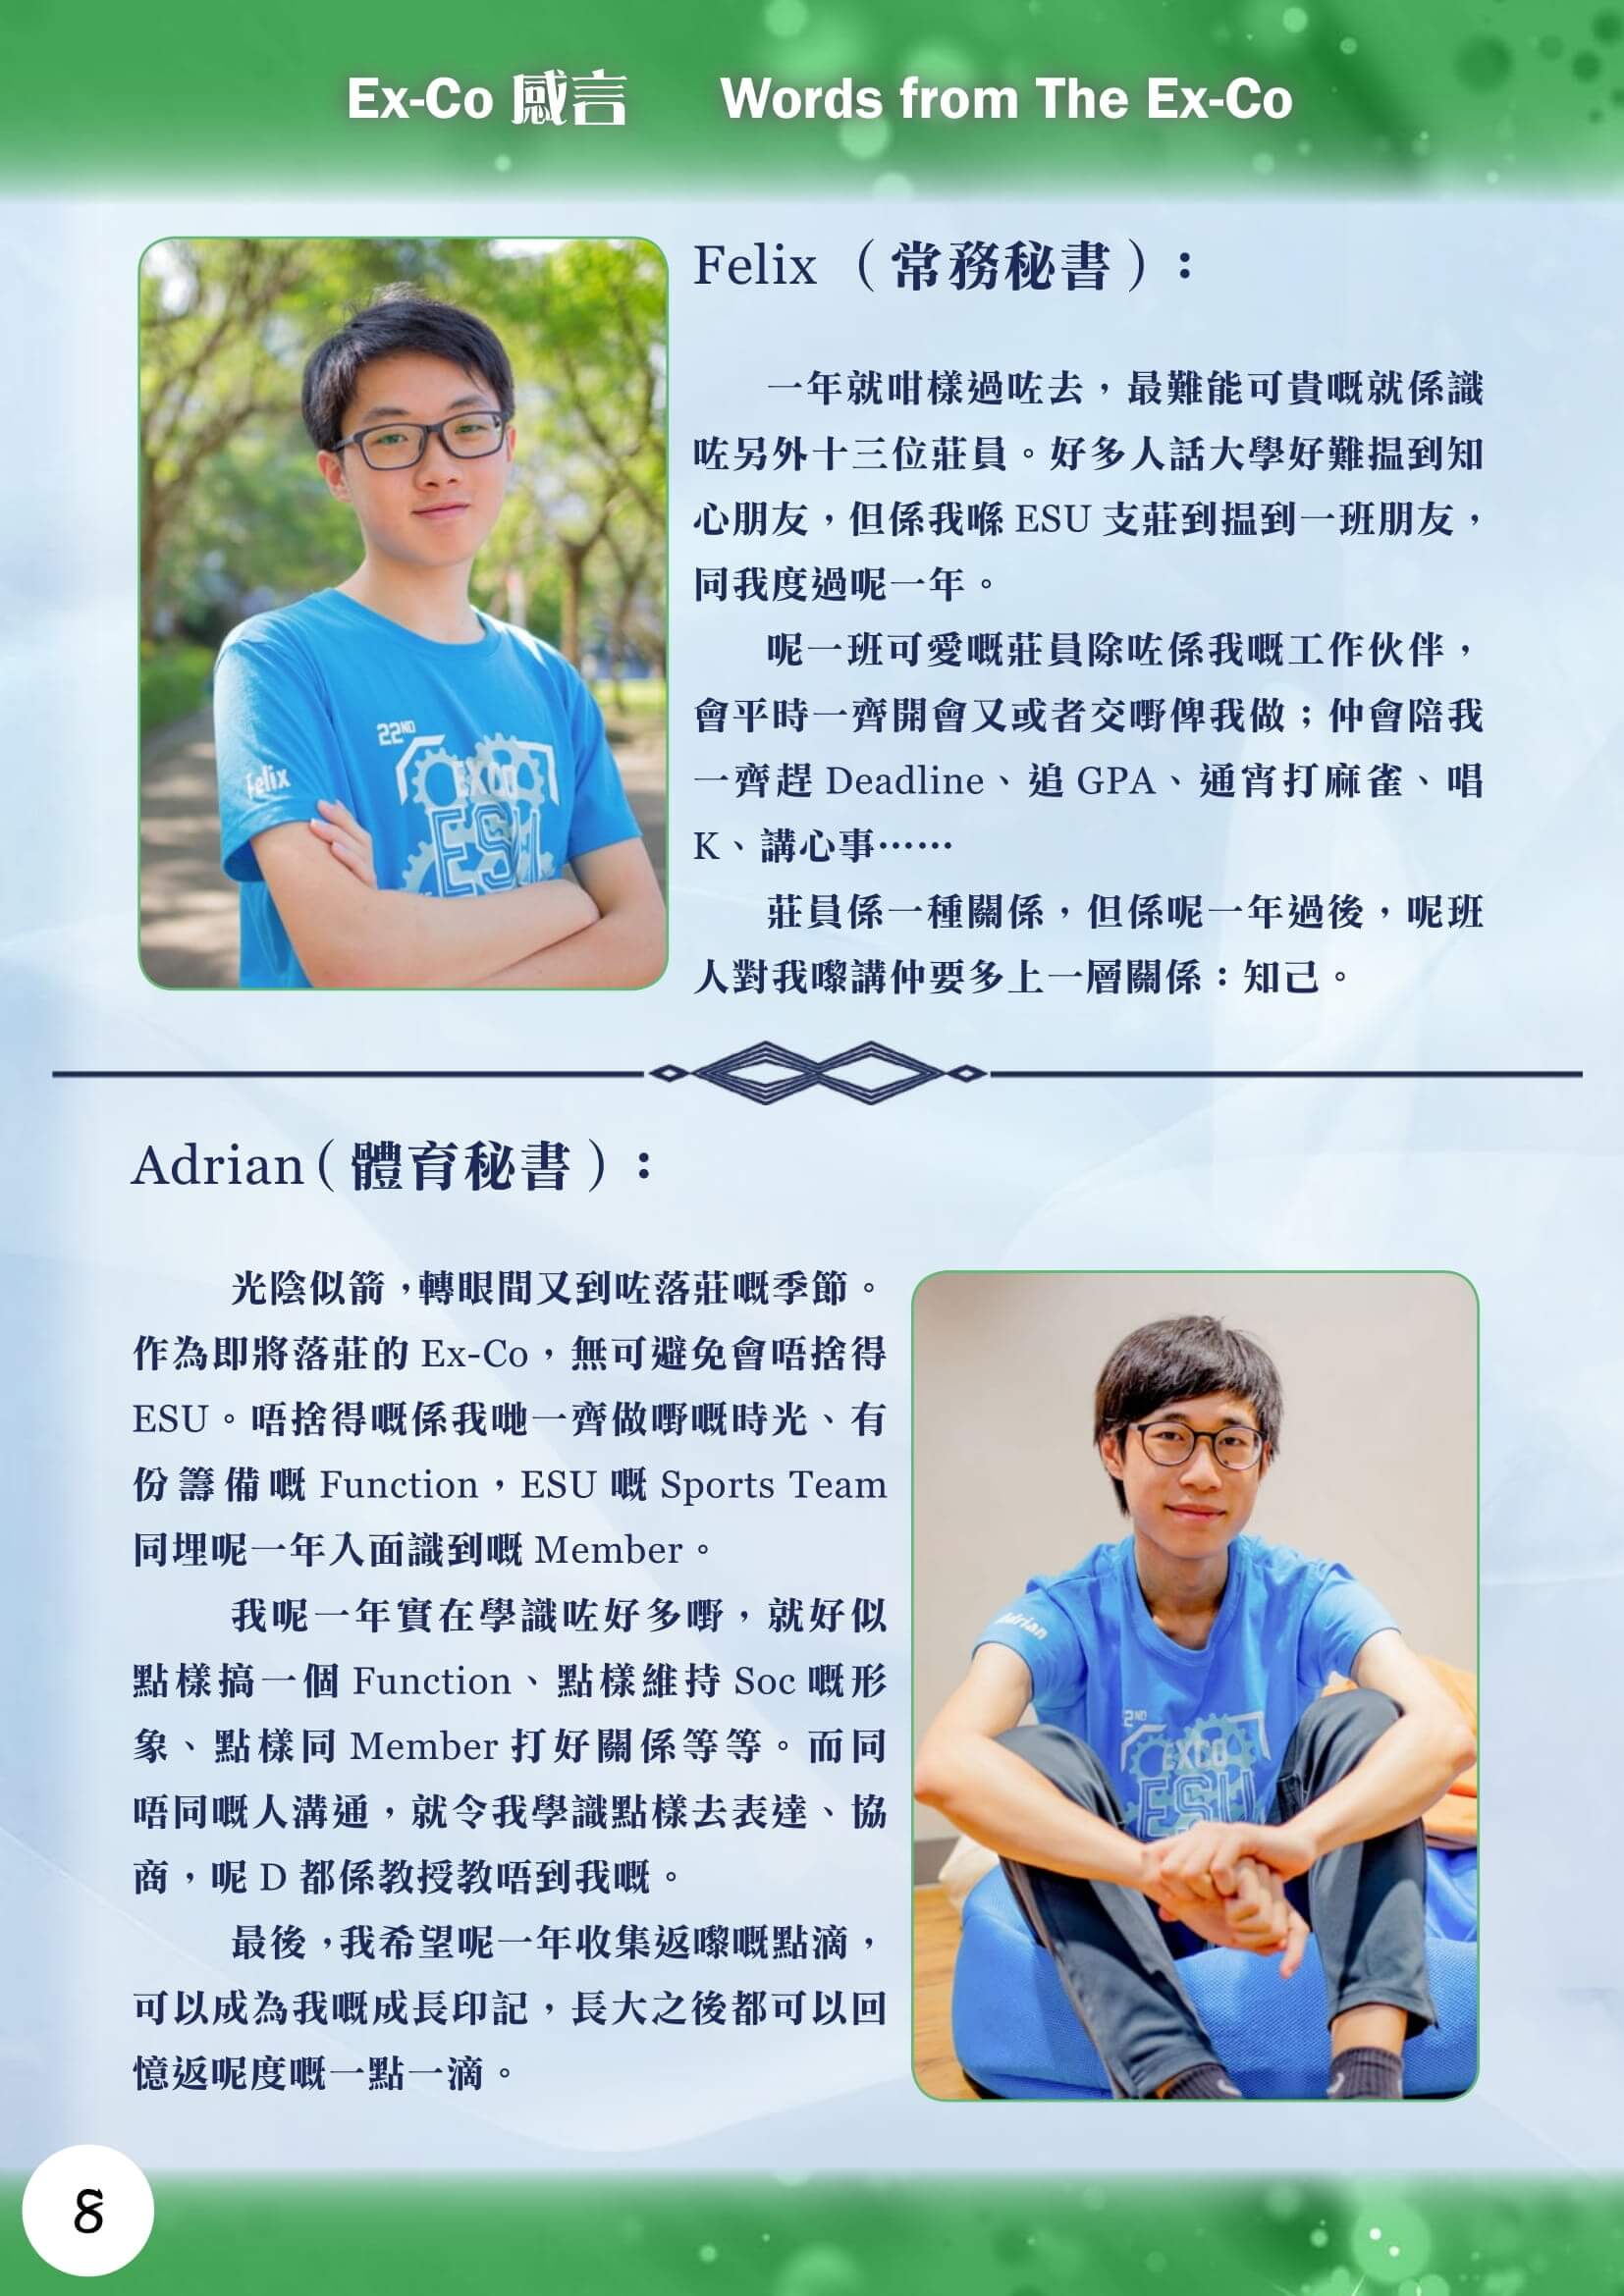 Ex-Co 感言 Words from The Ex-Co
Felix （常務秘書）：
一年就咁樣過咗去，最難能可貴嘅就係識
咗另外十三位莊員。好多人話大學好難揾到知
心朋友，但係我喺 ESU 支莊到揾到一班朋友，
同我度過呢一年。
呢一班可愛嘅莊員除咗係我嘅工作伙伴，
會平時一齊開會又或者交嘢俾我做；仲會陪我
一齊趕 Deadline、追 GPA、通宵打麻雀、唱
K、講心事……
莊員係一種關係，但係呢一年過後，呢班
人對我嚟講仲要多上一層關係：知己。
22ND
Felix
EXCO
ESU
Adrian（體育秘書）：
光陰似箭，轉眼間又到咗落莊嘅季節。
作為即將落莊的 Ex-Co，無可避免會唔捨得
ESU。唔捨得嘅係我哋一齊做嘢嘅時光、有
份籌備嘅 Function，ESU 嘅 Sports Team
同埋呢一年入面識到嘅 Member。
我呢一年實在學識咗好多嘢，就好似
點樣搞一個 Function、點樣維持 Soc 嘅形
象、點樣同 Member 打好關係等等。而同
唔同嘅人溝通，就令我學識點樣去表達、協
商，呢 D 都係教授教唔到我嘅。
最後，我希望呢一年收集返嚟嘅點滴，
可以成為我嘅成長印記，長大之後都可以回
憶返呢度嘅一點一滴。
Adrian
2ND
EXCO
ESU
8